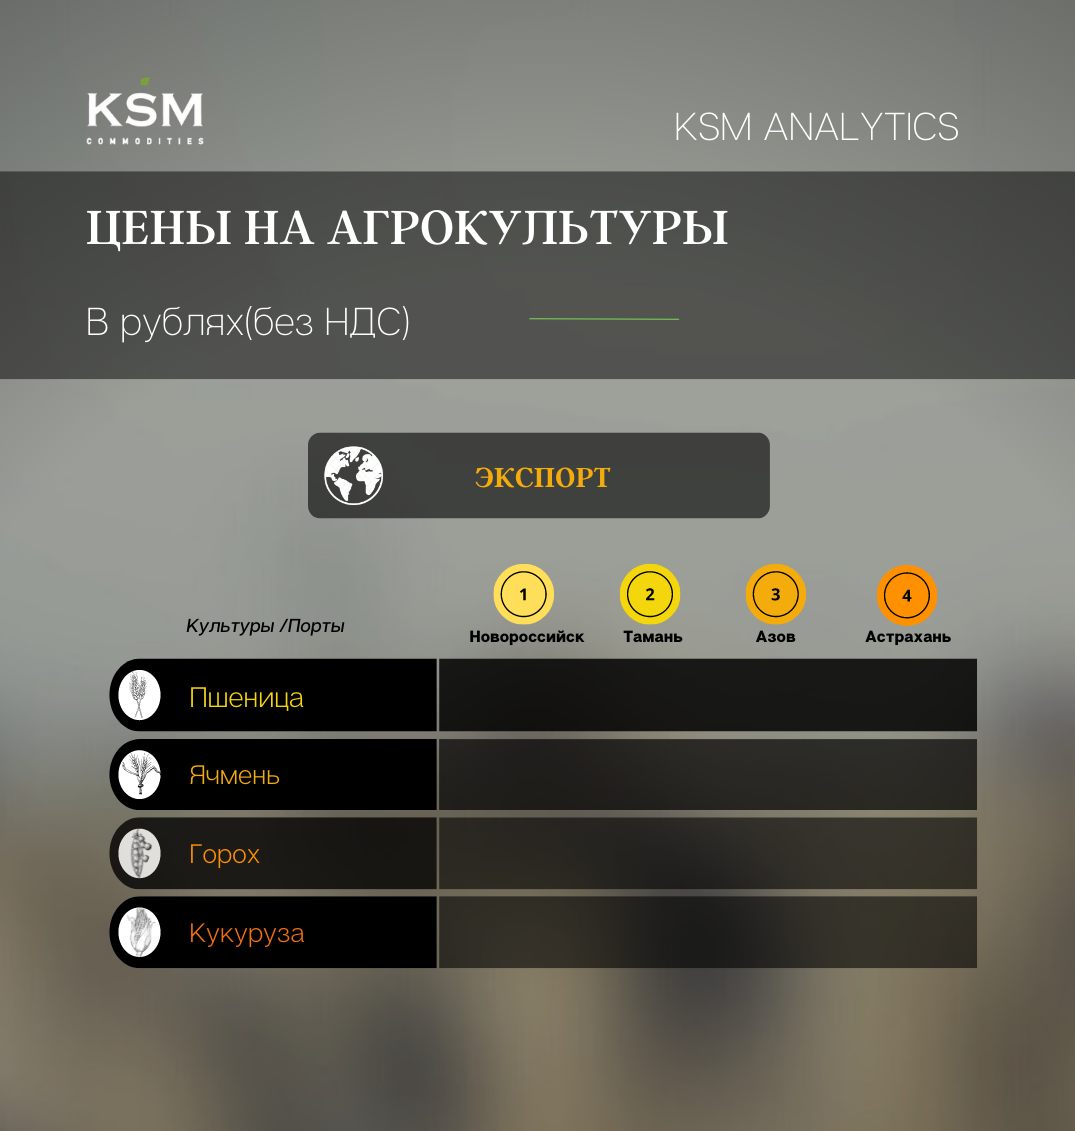 KSM
COMMODITIES
KSM ANALYTICS
ЦЕНЫ НА АГРОКУЛЬТУРЫ
В рублях(без НДС)
ЭКСПОРТ
1 2 3 4
Культуры /Порты
Новороссийск Тамань Азов Астрахань
Пшеница
Ячмень
Горох
Кукуруза